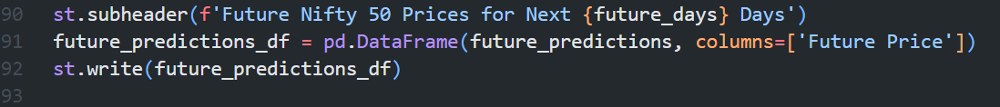 90 st.subheader(f'Future Nifty 50 Prices for Next {future_days} Days')
91 future_predictions_df = pd.DataFrame(future_predictions, columns=['Future Price'])
92 st.write(future_predictions_df)
93